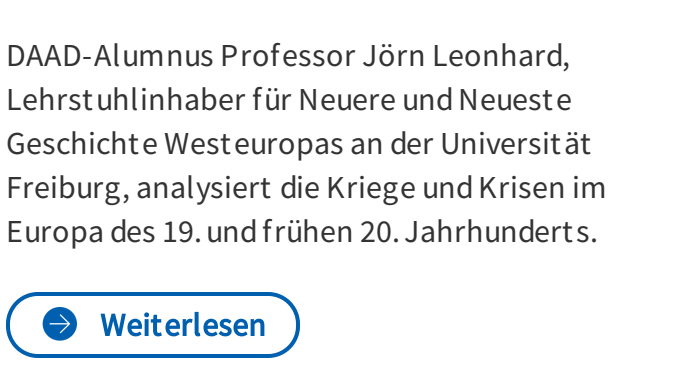 DAAD-Alumnus Professor Jörn Leonhard,
Lehrstuhlinhaber für Neuere und Neueste
Geschichte Westeuropas an der Universität
Freiburg, analysiert die Kriege und Krisen im
Europa des 19. und frühen 20. Jahrhunderts.
Weiterlesen